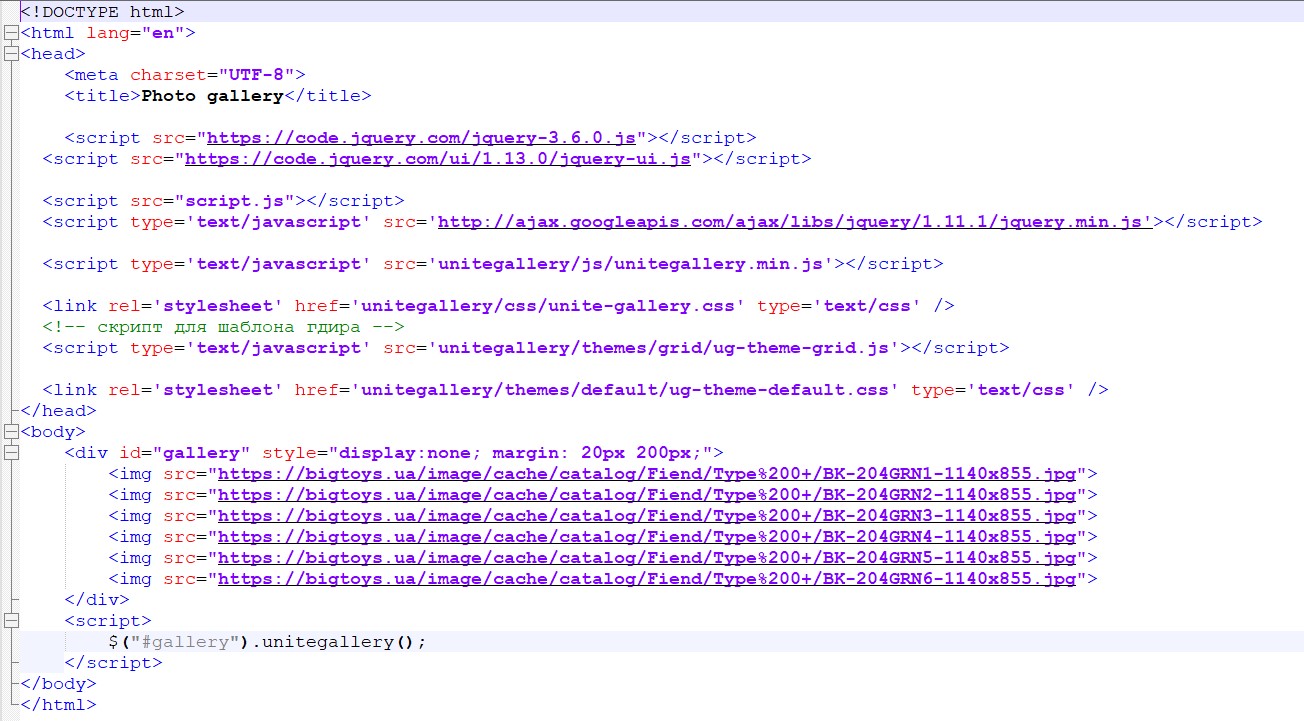 <!DOCTYPE html>
<html lang="en">
<head>
    <meta charset="UTF-8">
    <title>Photo gallery</title>

    <script src="https://code.jquery.com/jquery-3.6.0.js"></script>
  <script src="https://code.jquery.com/ui/1.13.0/jquery-ui.js"></script>

  <script src="script.js"></script>
  <script type='text/javascript' src='http://ajax.googleapis.com/ajax/libs/jquery/1.11.1/jquery.min.js'></script>

  <script type='text/javascript' src='unitegallery/js/unitegallery.min.js'></script>

  <link rel='stylesheet' href='unitegallery/css/unite-gallery.css' type='text/css' />
  <!-- скрипт для шаблона гдира -->
  <script type='text/javascript' src='unitegallery/themes/grid/ug-theme-grid.js'></script>

  <link rel='stylesheet' href='unitegallery/themes/default/ug-theme-default.css' type='text/css' />
</head>
<body>
    <div id="gallery" style="display:none; margin: 20px 200px;">
        <img src="https://bigtoys.ua/image/cache/catalog/Fiend/Type%200+/BK-204GRN1-1140x855.jpg">
        <img src="https://bigtoys.ua/image/cache/catalog/Fiend/Type%200+/BK-204GRN2-1140x855.jpg">
        <img src="https://bigtoys.ua/image/cache/catalog/Fiend/Type%200+/BK-204GRN3-1140x855.jpg">
        <img src="https://bigtoys.ua/image/cache/catalog/Fiend/Type%200+/BK-204GRN4-1140x855.jpg">
        <img src="https://bigtoys.ua/image/cache/catalog/Fiend/Type%200+/BK-204GRN5-1140x855.jpg">
        <img src="https://bigtoys.ua/image/cache/catalog/Fiend/Type%200+/BK-204GRN6-1140x855.jpg">
    </div>
    <script>
        $("#gallery").unitegallery();
    </script>
</body>
</html>